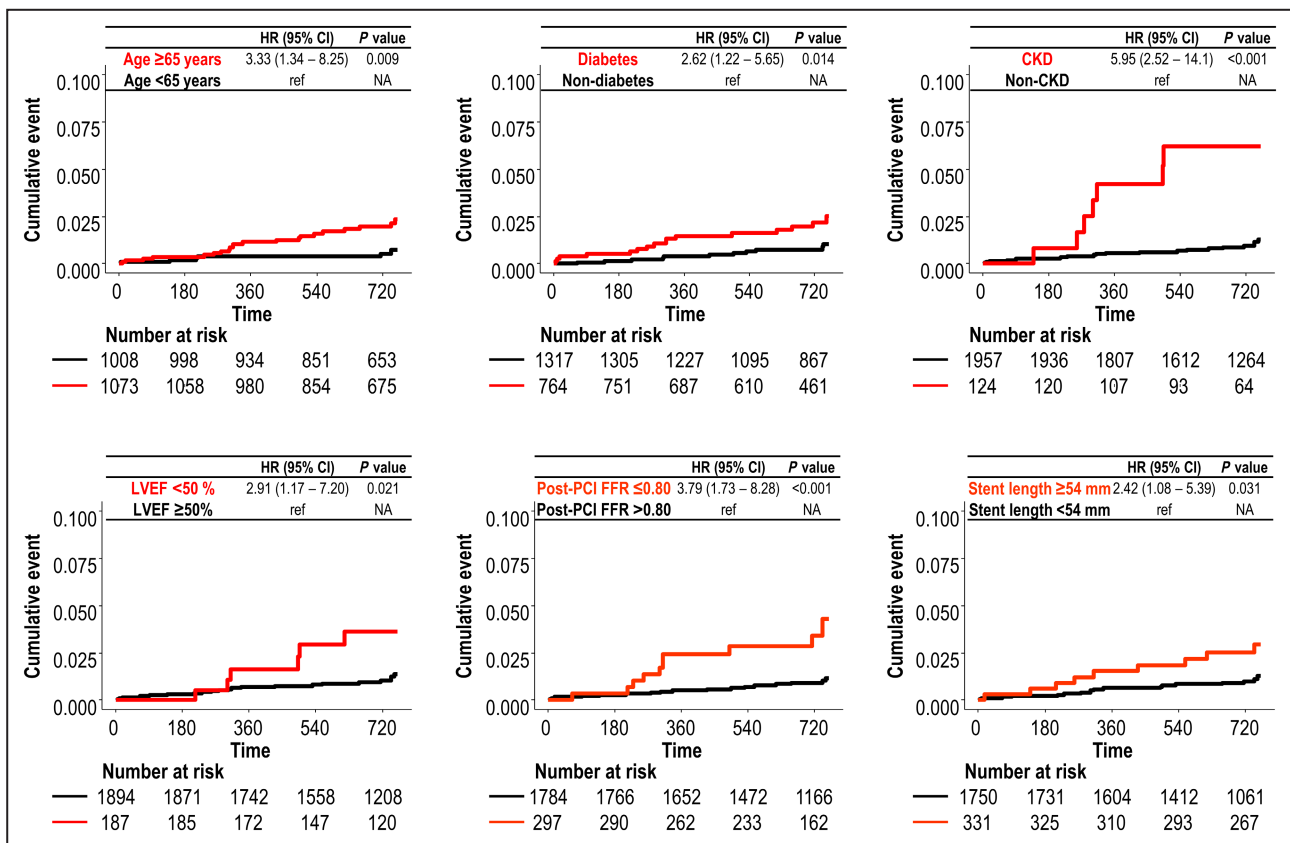 HR (95% CI) P value
Age ≥65 years 3.33 (1.34 – 8.25) 0.009
Age <65 years ref NA
Cumulative event
0.100
0.075
0.050
0.025
0.000
0 180 360 540 720
Time
Number at risk
1008 998 934 851 653
1073 1058 980 854 675
HR (95% CI) P value
Diabetes 2.62 (1.22 – 5.65) 0.014
Non-diabetes ref NA
Cumulative event
0.100
0.075
0.050
0.025
0.000
0 180 360 540 720
Time
Number at risk
1317 1305 1227 1095 867
764 751 687 610 461
HR (95% CI) P value
CKD 5.95 (2.52 – 14.1) <0.001
Non-CKD ref NA
Cumulative event
0.100
0.075
0.050
0.025
0.000
0 180 360 540 720
Time
Number at risk
1957 1936 1807 1612 1264
124 120 107 93 64
HR (95% CI) P value
LVEF <50 % 2.91 (1.17 – 7.20) 0.021
LVEF ≥50% ref NA
Cumulative event
0.100
0.075
0.050
0.025
0.000
0 180 360 540 720
Time
Number at risk
1894 1871 1742 1558 1208
187 185 172 147 120
HR (95% CI) P value
Post-PCI FFR ≤0.80 3.79 (1.73 – 8.28) <0.001
Post-PCI FFR >0.80 ref NA
Cumulative event
0.100
0.075
0.050
0.025
0.000
0 180 360 540 720
Time
Number at risk
1784 1766 1652 1472 1166
297 290 262 233 162
HR (95% CI) P value
Stent length ≥54 mm 2.42 (1.08 – 5.39) 0.031
Stent length <54 mm ref NA
Cumulative event
0.100
0.075
0.050
0.025
0.000
0 180 360 540 720
Time
Number at risk
1750 1731 1604 1412 1061
331 325 310 293 267